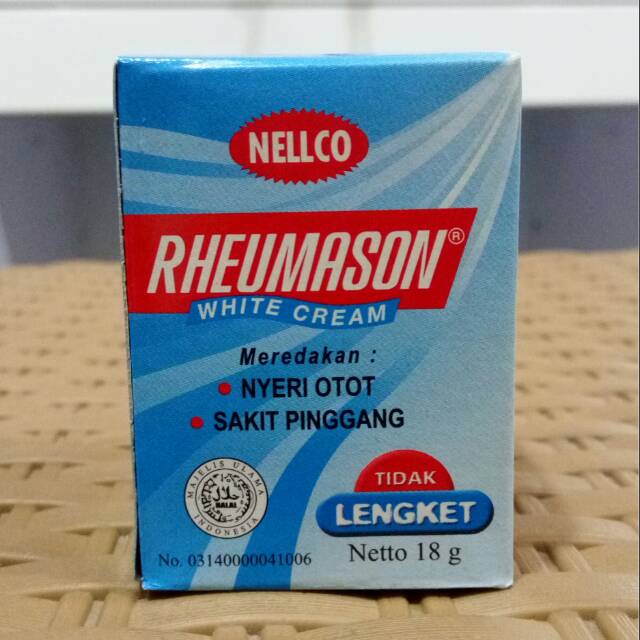 NELLCO
RHEUMASON®
WHITE CREAM
Meredakan :
• NYERI OTOT
• SAKIT PINGGANG
MAJELIS ULAMA
حلال
HALAL
INDONESIA
No. 03140000041006
TIDAK
LENGKET
Netto 18 g